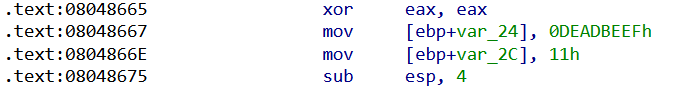 .text:08048665 xor eax, eax
.text:08048667 mov [ebp+var_24], 0DEADBEEFh
.text:0804866E mov [ebp+var_2C], 11h
.text:08048675 sub esp, 4